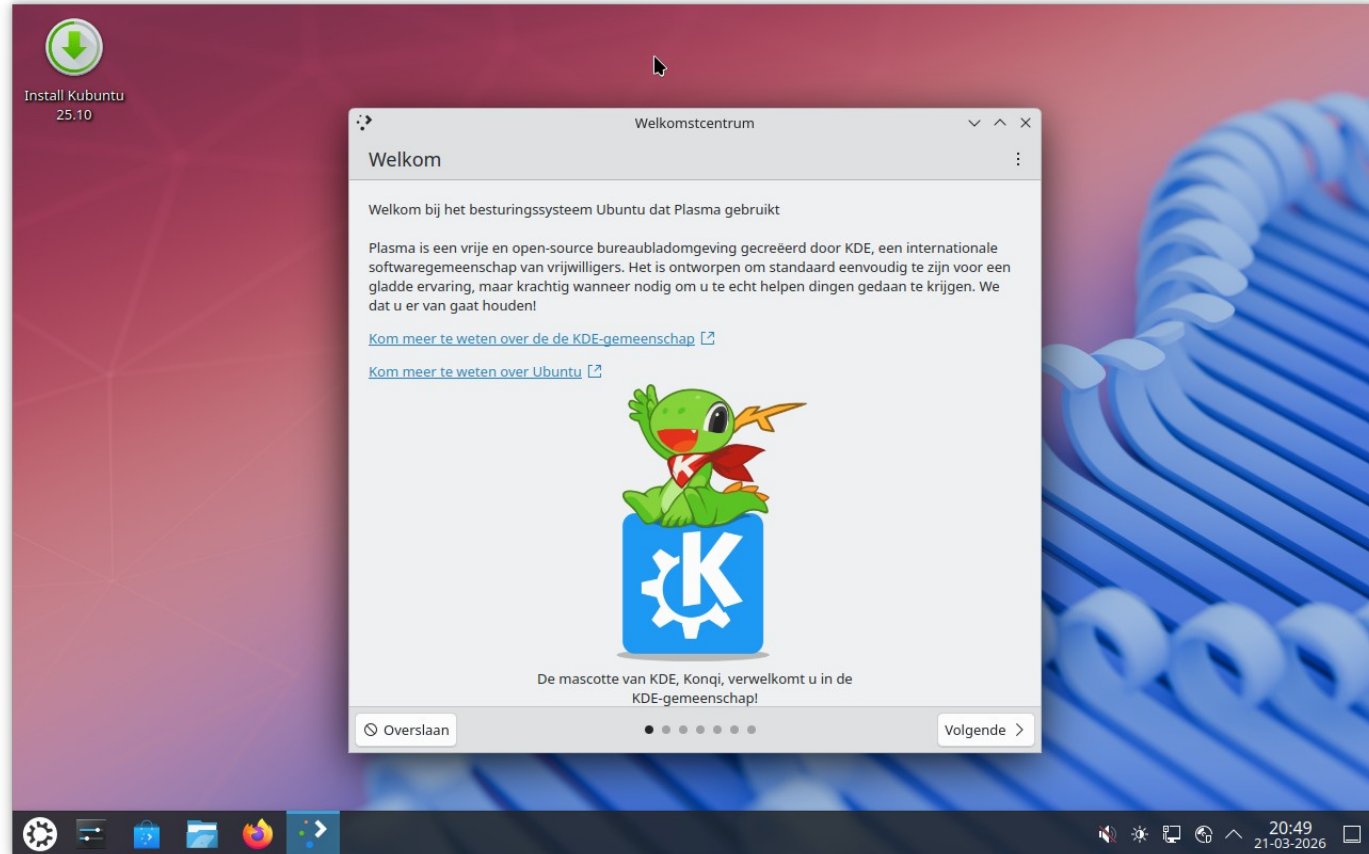 Install Kubuntu
25.10
Welkomstcentrum
Welkom
Welkom bij het besturingssysteem Ubuntu dat Plasma gebruikt
Plasma is een vrije en open-source bureaubladomgeving gecreëerd door KDE, een internationale
softwaregemeenschap van vrijwilligers. Het is ontworpen om standaard eenvoudig te zijn voor een
gladde ervaring, maar krachtig wanneer nodig om u te echt helpen dingen gedaan te krijgen. We
dat u er van gaat houden!
Kom meer te weten over de de KDE-gemeenschap
Kom meer te weten over Ubuntu
K
K
De mascotte van KDE, Konqi, verwelkomt u in de
KDE-gemeenschap!
Overslaan
Volgende
20:49
21-03-2026